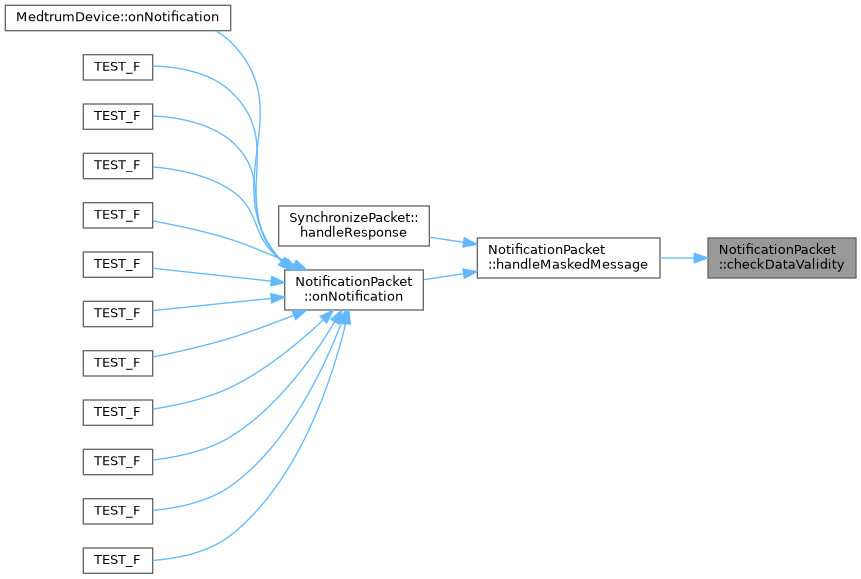 MedtrumDevice::onNotification
TEST_F
TEST_F
TEST_F
TEST_F
TEST_F
TEST_F
TEST_F
TEST_F
TEST_F
TEST_F
TEST_F
SynchronizePacket::
handleResponse
NotificationPacket
::onNotification
NotificationPacket
::handleMaskedMessage
NotificationPacket
::checkDataValidity